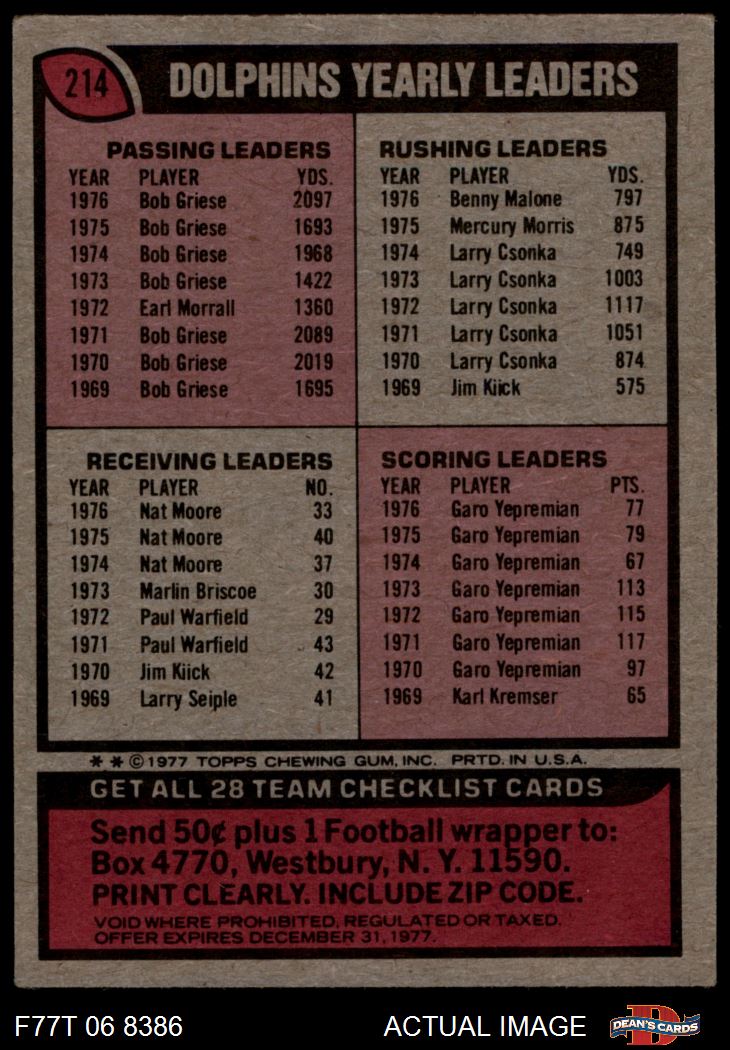 214
DOLPHINS YEARLY LEADERS
PASSING LEADERS
YEAR PLAYER YDS.
1976 Bob Griese 2097
1975 Bob Griese 1693
1974 Bob Griese 1968
1973 Bob Griese 1422
1972 Earl Morrall 1360
1971 Bob Griese 2089
1970 Bob Griese 2019
1969 Bob Griese 1695
RUSHING LEADERS
YEAR PLAYER YDS.
1976 Benny Malone 797
1975 Mercury Morris 875
1974 Larry Csonka 749
1973 Larry Csonka 1003
1972 Larry Csonka 1117
1971 Larry Csonka 1051
1970 Larry Csonka 874
1969 Jim Kiick 575
RECEIVING LEADERS
YEAR PLAYER NO.
1976 Nat Moore 33
1975 Nat Moore 40
1974 Nat Moore 37
1973 Marlin Briscoe 30
1972 Paul Warfield 29
1971 Paul Warfield 43
1970 Jim Kiick 42
1969 Larry Seiple 41
SCORING LEADERS
YEAR PLAYER PTS.
1976 Garo Yepremian 77
1975 Garo Yepremian 79
1974 Garo Yepremian 67
1973 Garo Yepremian 113
1972 Garo Yepremian 115
1971 Garo Yepremian 117
1970 Garo Yepremian 97
1969 Karl Kremser 65
* * ©1977 TOPPS CHEWING GUM, INC. PRTD. IN U.S.A.
GET ALL 28 TEAM CHECKLIST CARDS
Send 50¢ plus 1 Football wrapper to:
Box 4770, Westbury, N. Y. 11590.
PRINT CLEARLY. INCLUDE ZIP CODE.
VOID WHERE PROHIBITED, REGULATED OR TAXED.
OFFER EXPIRES DECEMBER 31, 1977.
F77T 06 8386
ACTUAL IMAGE
D
DEAN'S CARDS